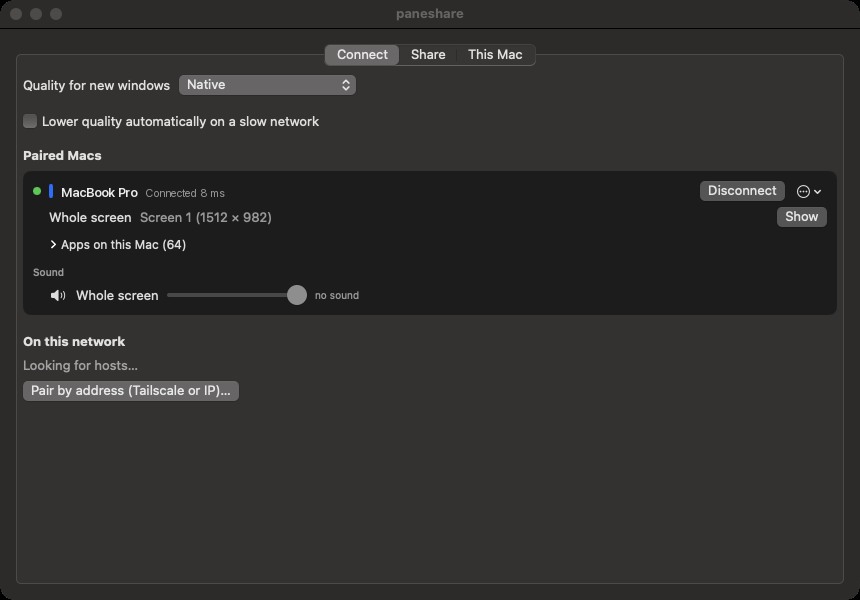 paneshare
Connect Share This Mac
Quality for new windows Native
Lower quality automatically on a slow network
Paired Macs
MacBook Pro Connected 8 ms Disconnect
Whole screen Screen 1 (1512 × 982) Show
Apps on this Mac (64)
Sound
Whole screen no sound
On this network
Looking for hosts...
Pair by address (Tailscale or IP)...